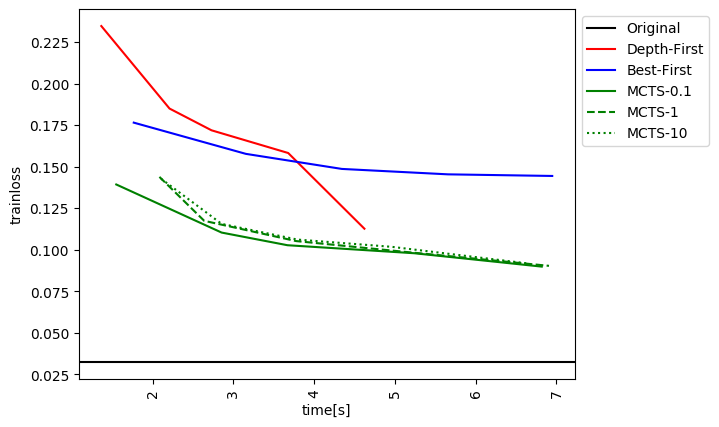 0.225
0.200
0.175
0.150
0.125
0.100
0.075
0.050
0.025
trainloss
2
3
4
5
6
7
time[s]
Original
Depth-First
Best-First
MCTS-0.1
MCTS-1
MCTS-10